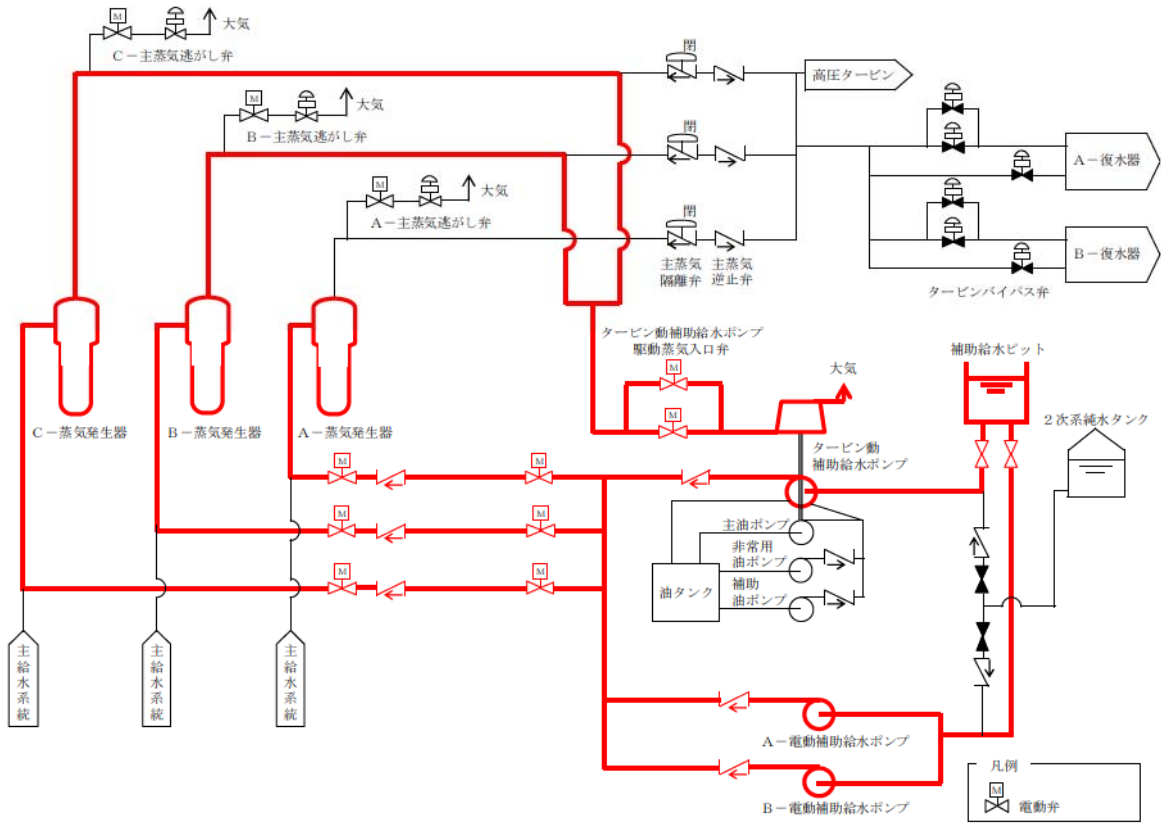 M
大気
C－主蒸気逃がし弁
閉
高圧タービン
M
大気
B－主蒸気逃がし弁
閉
A－復水器
M
大気
A－主蒸気逃がし弁
閉
主蒸気
隔離弁
主蒸気
逆止弁
B－復水器
タービンバイパス弁
タービン動補助給水ポンプ
駆動蒸気入口弁
M
M
大気
補助給水ピット
2次系純水タンク
C－蒸気発生器
B－蒸気発生器
A－蒸気発生器
タービン動
補助給水ポンプ
M
M
M
M
M
M
主油ポンプ
非常用
油ポンプ
補助
油ポンプ
油タンク
主給水系統
主給水系統
主給水系統
A－電動補助給水ポンプ
B－電動補助給水ポンプ
凡例
M
電動弁